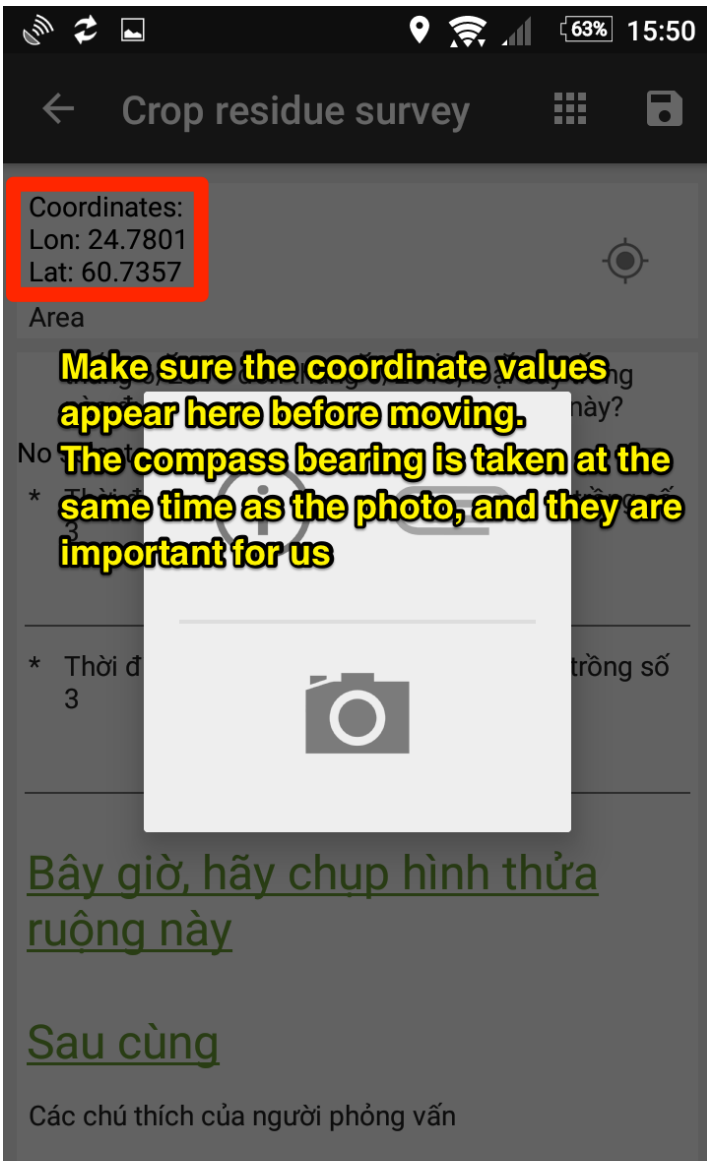 63% 15:50
Crop residue survey
Coordinates:
Lon: 24.7801
Lat: 60.7357
Area
Make sure the coordinate values
appear here before moving.
này?
No
The compass bearing is taken at the
* same time as the photo, and they are
3
important for us
* Thời đ trồng số
3
Bây giờ, hãy chụp hình thửa
ruộng này
Sau cùng
Các chú thích của người phỏng vấn